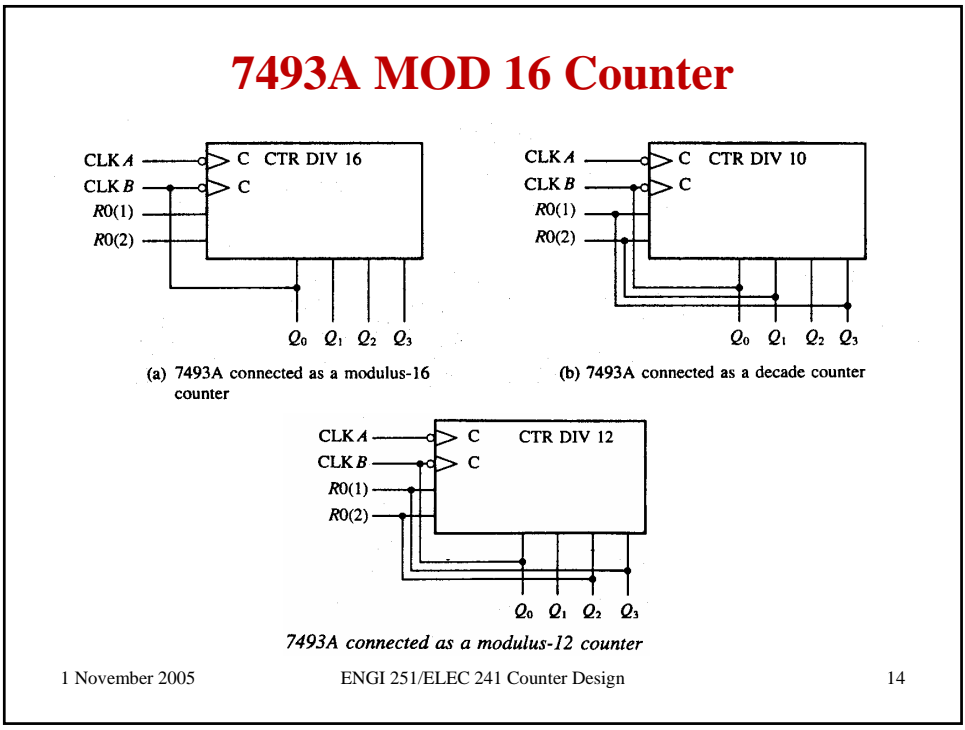 7493A MOD 16 Counter
CLK A
C CTR DIV 16
CLK B
C
R0(1)
R0(2)
Q0 Q1 Q2 Q3
(a) 7493A connected as a modulus-16
counter
CLK A
C CTR DIV 10
CLK B
C
R0(1)
R0(2)
Q0 Q1 Q2 Q3
(b) 7493A connected as a decade counter
CLK A
C CTR DIV 12
CLK B
C
R0(1)
R0(2)
Q0 Q1 Q2 Q3
7493A connected as a modulus-12 counter
1 November 2005 ENGI 251/ELEC 241 Counter Design 14